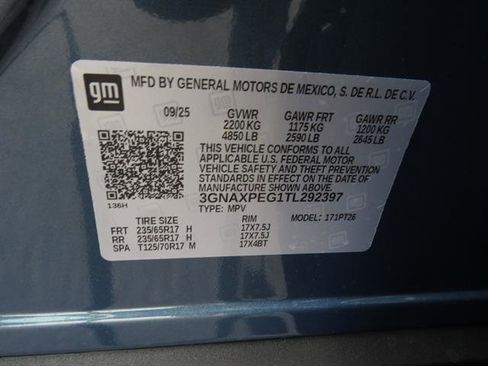 gm
MFD BY GENERAL MOTORS DE MEXICO, S. DE R.L. DE C.V.
09/25 GVWR GAWR FRT GAWR RR
2200 KG 1175 KG 1200 KG
4850 LB 2590 LB 2645 LB
THIS VEHICLE CONFORMS TO ALL
APPLICABLE U.S. FEDERAL MOTOR
VEHICLE SAFETY AND THEFT PREVENTION
STANDARDS IN EFFECT ON THE DATE OF
MANUFACTURE SHOWN ABOVE.
3GNAXPEG1TL292397
136H TYPE: MPV MODEL: 171PT26
TIRE SIZE RIM
FRT 235/65R17 H 17X7.5J
RR 235/65R17 H 17X7.5J
SPA T125/70R17 M 17X4BT